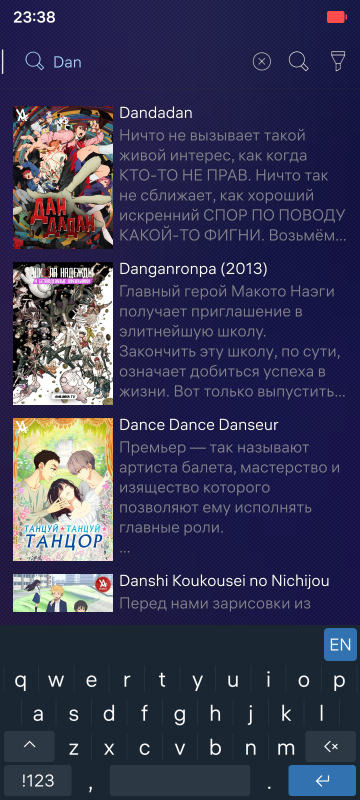 23:38
Dan
Dandadan
Ничто не вызывает такой
живой интерес, как когда
КТО-ТО НЕ ПРАВ. Ничто так
не сближает, как хороший
искренний СПОР ПО ПОВОДУ
КАКОЙ-ТО ФИГНИ. Возьмём...
ДАН
ДАДАН
Danganronpa (2013)
Главный герой Макото Наэги
получает приглашение в
элитнейшую школу.
Закончить эту школу, по сути,
означает добиться успеха в
жизни. Вот только выпустить...
Dance Dance Danseur
Премьер — так называют
артиста балета, мастерство и
изящество которого
позволяют ему исполнять
главные роли.
...
ТАНЦУЙ ТАНЦУЙ
ТАНЦОР
Danshi Koukousei no Nichijou
Перед нами зарисовки из
EN
q w e r t y u i o p
a s d f g h j k l
z x c v b n m
!123 , .